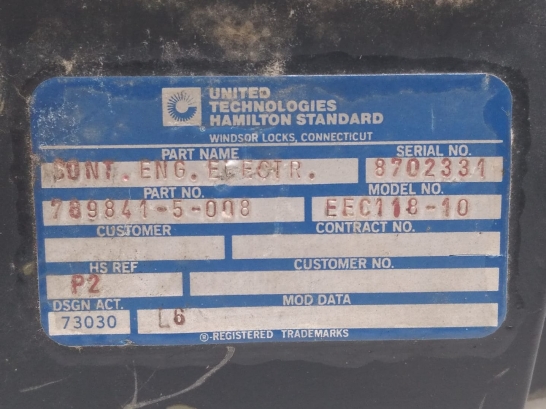 UNITED
TECHNOLOGIES
HAMILTON STANDARD
WINDSOR LOCKS, CONNECTICUT
PART NAME SERIAL NO.
CONT. ENG. ELECTR. 8702331
PART NO. MODEL NO.
789841-5-008 EEC118-10
CUSTOMER CONTRACT NO.
HS REF CUSTOMER NO.
P2
DSGN ACT. MOD DATA
73030 L6
®-REGISTERED TRADEMARKS